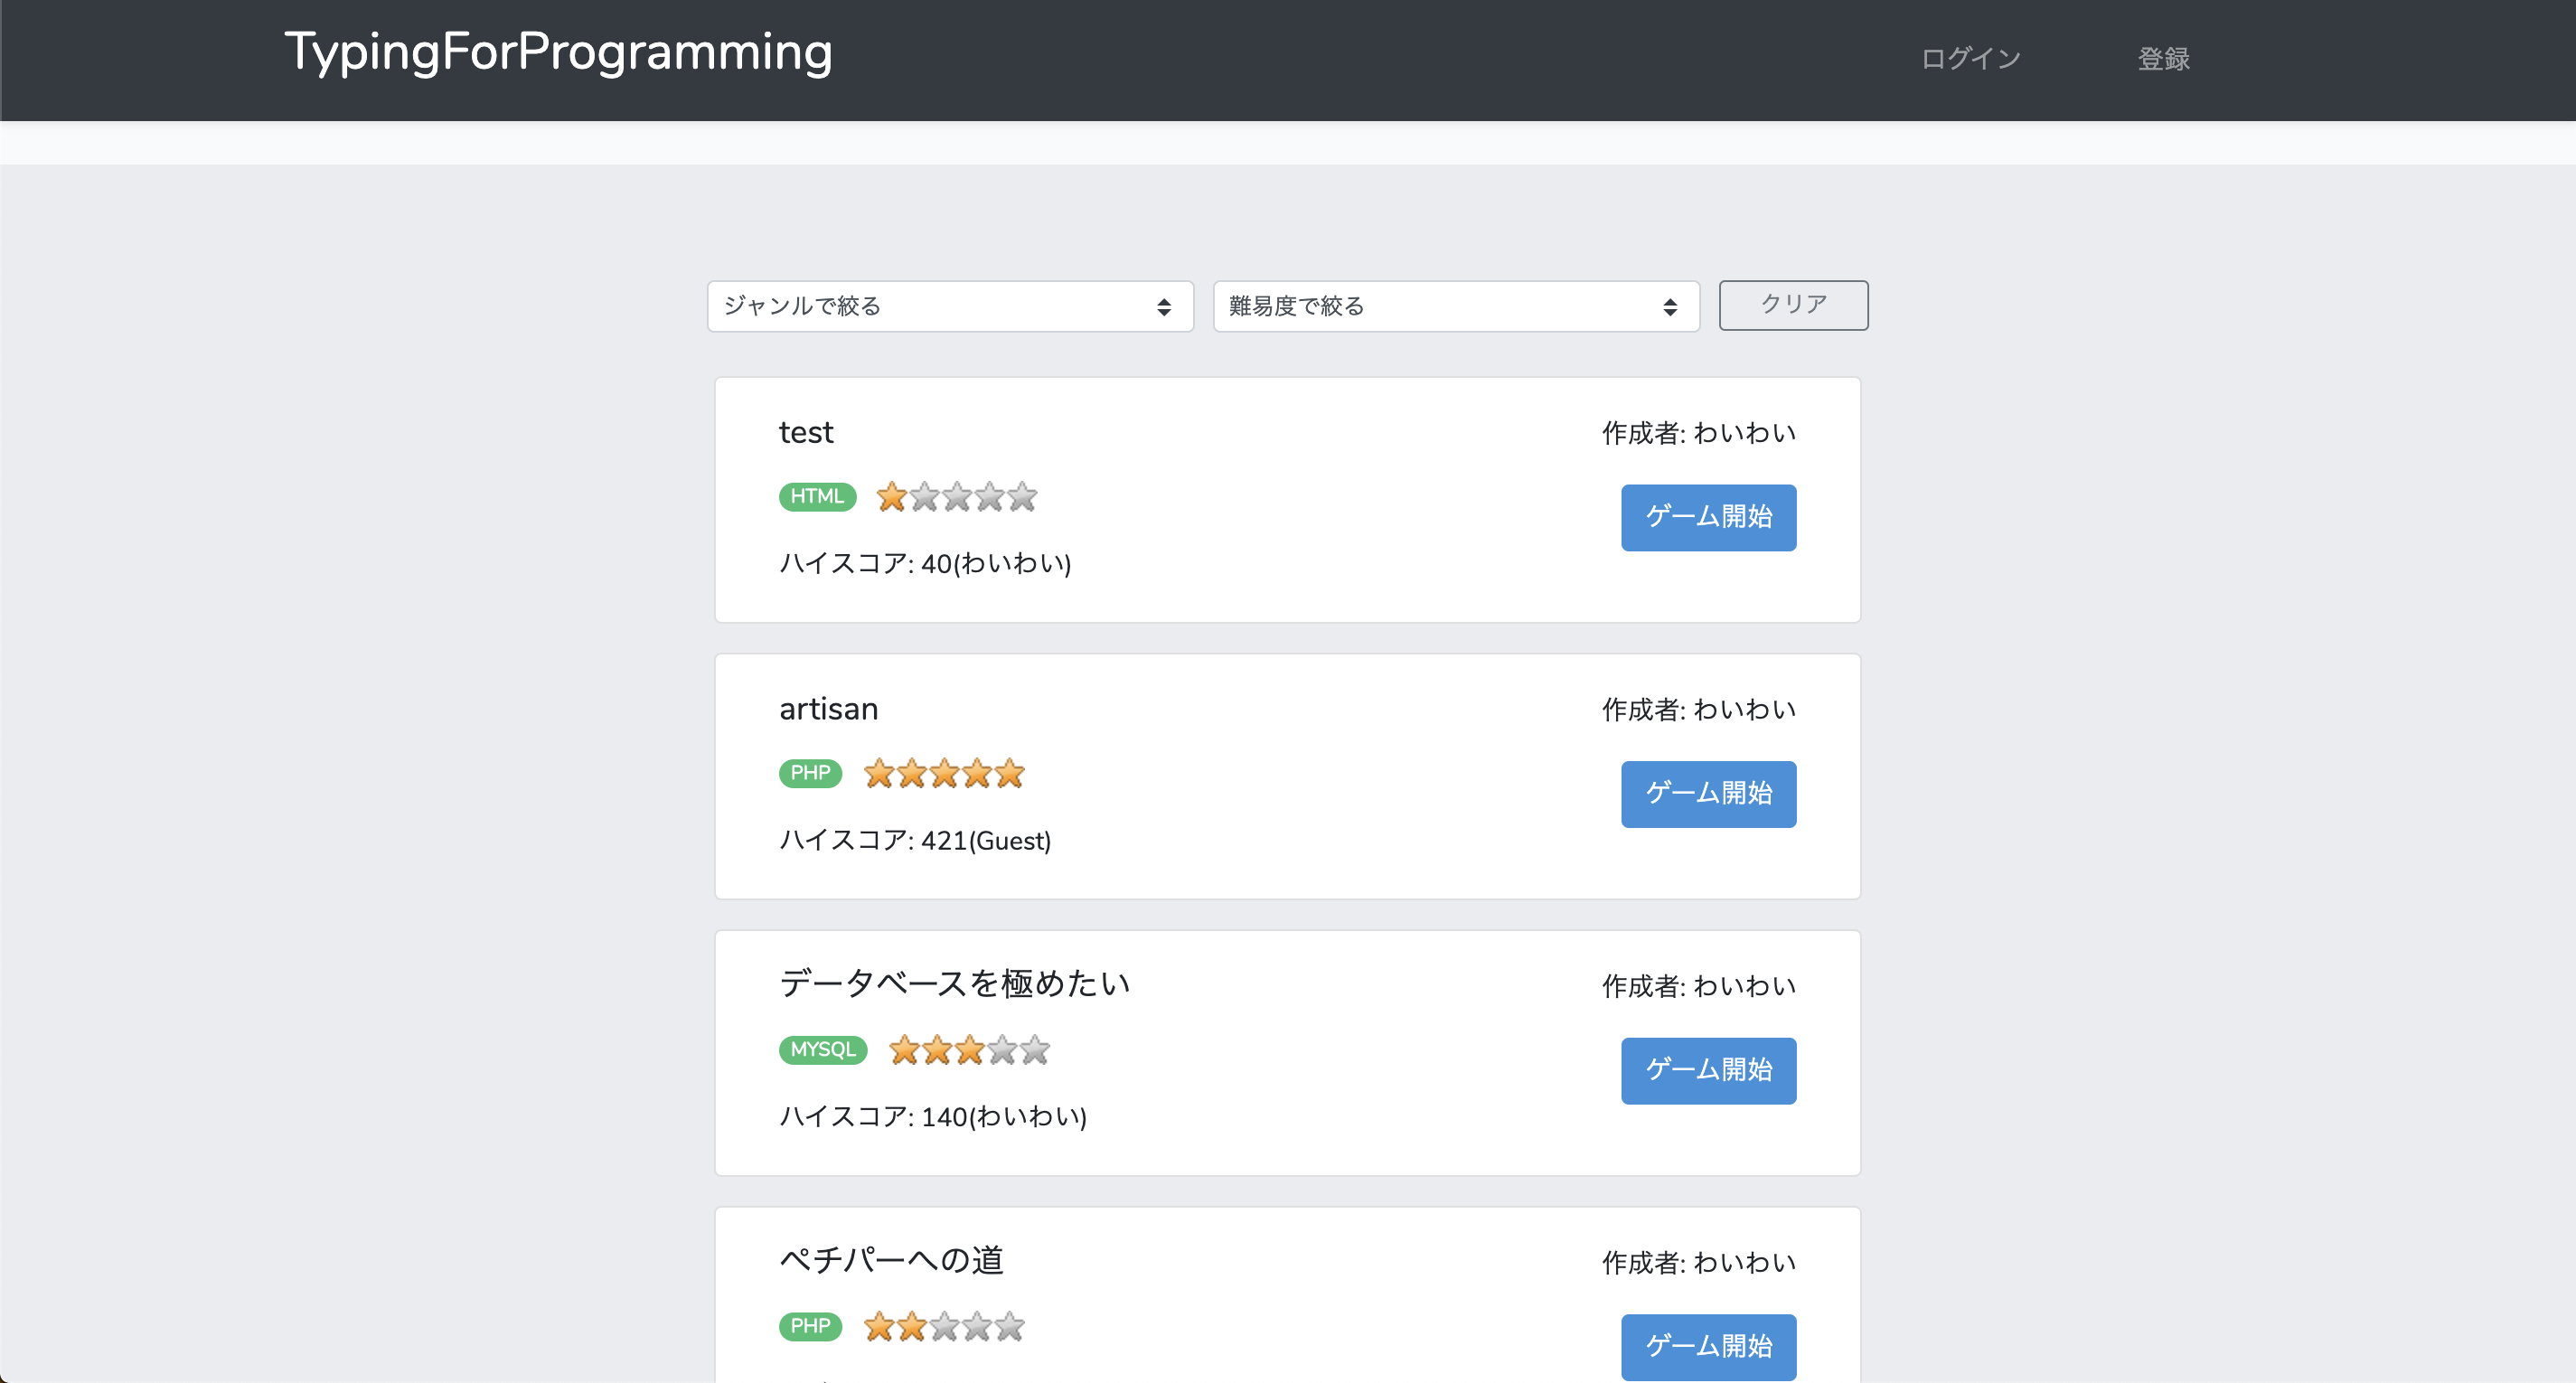 TypingForProgramming
ログイン 登録
ジャンルで絞る 難易度で絞る クリア
test 作成者: わいわい
HTML ゲーム開始
ハイスコア: 40(わいわい)
artisan 作成者: わいわい
PHP ゲーム開始
ハイスコア: 421(Guest)
データベースを極めたい 作成者: わいわい
MYSQL ゲーム開始
ハイスコア: 140(わいわい)
ペチパーへの道 作成者: わいわい
PHP ゲーム開始